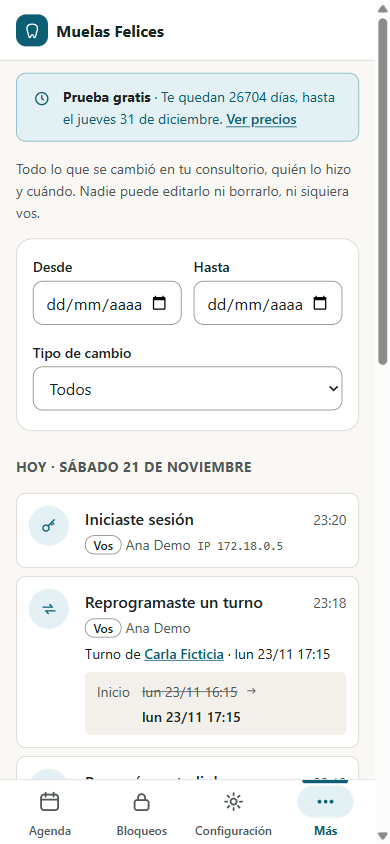 Muelas Felices
Prueba gratis · Te quedan 26704 días, hasta
el jueves 31 de diciembre. Ver precios
Todo lo que se cambió en tu consultorio, quién lo hizo
y cuándo. Nadie puede editarlo ni borrarlo, ni siquiera
vos.
Desde Hasta
dd/mm/aaaa dd/mm/aaaa
Tipo de cambio
Todos
HOY · SÁBADO 21 DE NOVIEMBRE
Iniciaste sesión 23:20
Vos Ana Demo IP 172.18.0.5
Reprogramaste un turno 23:18
Vos Ana Demo
Turno de Carla Ficticia · lun 23/11 17:15
Inicio lun 23/11 16:15 →
lun 23/11 17:15
Agenda Bloqueos Configuración Más